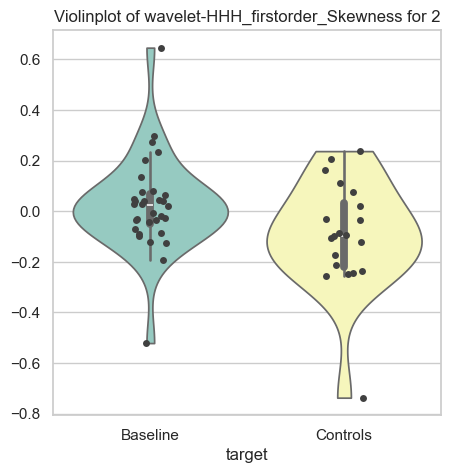 Violinplot of wavelet-HHH_firstorder_Skewness for 2
0.6
0.4
0.2
0.0
−0.2
−0.4
−0.6
−0.8
Baseline
Controls
target